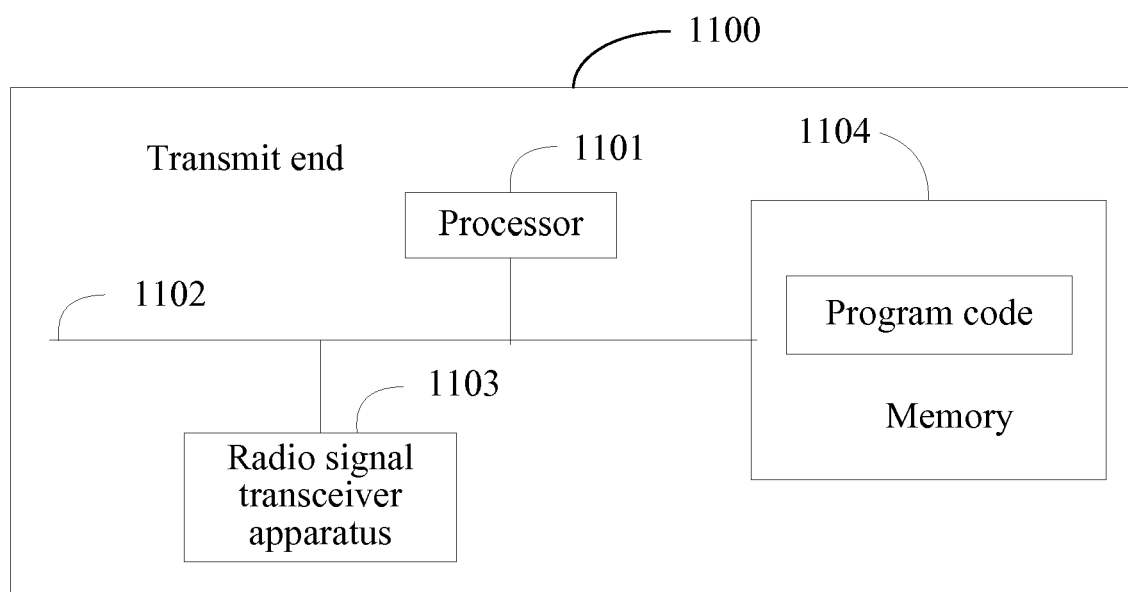 1100
1104
1101
Transmit end
Processor
1102
Program code
1103
Memory
Radio signal
transceiver
apparatus